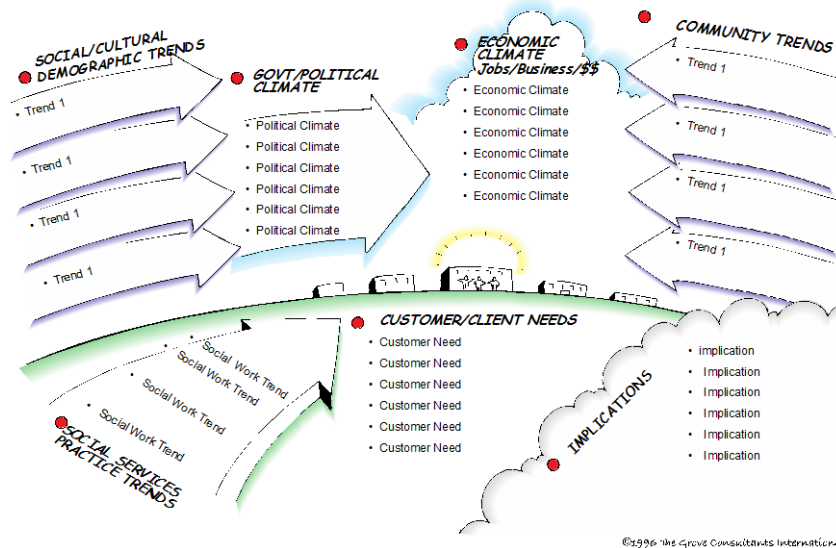 SOCIAL/CULTURAL
DEMOGRAPHIC TRENDS
• Trend 1
• Trend 1
• Trend 1
• Trend 1
GOVT/POLITICAL
CLIMATE
• Political Climate
• Political Climate
• Political Climate
• Political Climate
• Political Climate
• Political Climate
ECONOMIC
CLIMATE
Jobs/Business/$$
• Economic Climate
• Economic Climate
• Economic Climate
• Economic Climate
• Economic Climate
• Economic Climate
COMMUNITY TRENDS
• Trend 1
• Trend 1
• Trend 1
• Trend 1
SOCIAL SERVICES
PRACTICE TRENDS
• Social Work Trend
• Social Work Trend
• Social Work Trend
• Social Work Trend
CUSTOMER/CLIENT NEEDS
• Customer Need
• Customer Need
• Customer Need
• Customer Need
• Customer Need
• Customer Need
IMPLICATIONS
• implication
• Implication
• Implication
• Implication
• Implication
• Implication
©1996 The Grove Consultants Internation